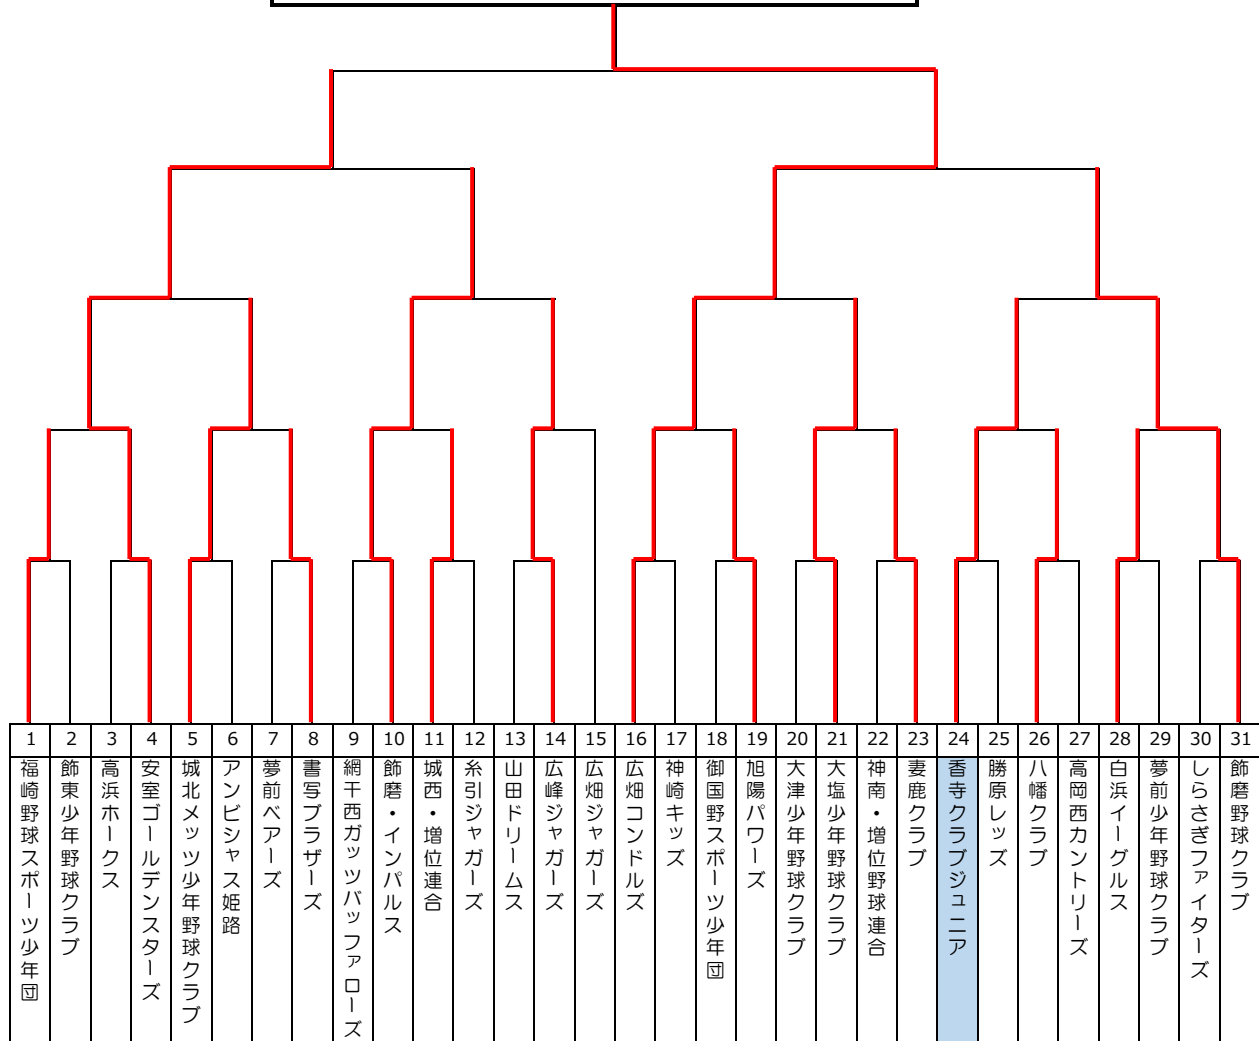 1 2 3 4 5 6 7 8 9 10 11 12 13 14 15 16 17 18 19 20 21 22 23 24 25 26 27 28 29 30 31
福崎野球スポーツ少年団
飾東少年野球クラブ
高浜ホークス
安室ゴールデンスターズ
城北メッツ少年野球クラブ
アンビシャス姫路
夢前ベアーズ
書写ブラザーズ
網干西ガッツバッファローズ
飾磨・インパルス
城西・増位連合
糸引ジャガーズ
山田ドリームス
広峰ジャガーズ
広畑ジャガーズ
広畑コンドルズ
神崎キッズ
御国野スポーツ少年団
旭陽パワーズ
大津少年野球クラブ
大塩少年野球クラブ
神南・増位野球連合
妻鹿クラブ
香寺クラブジュニア
勝原レッズ
八幡クラブ
高岡西カントリーズ
白浜イーグルス
夢前少年野球クラブ
しらさぎファイターズ
飾磨野球クラブ